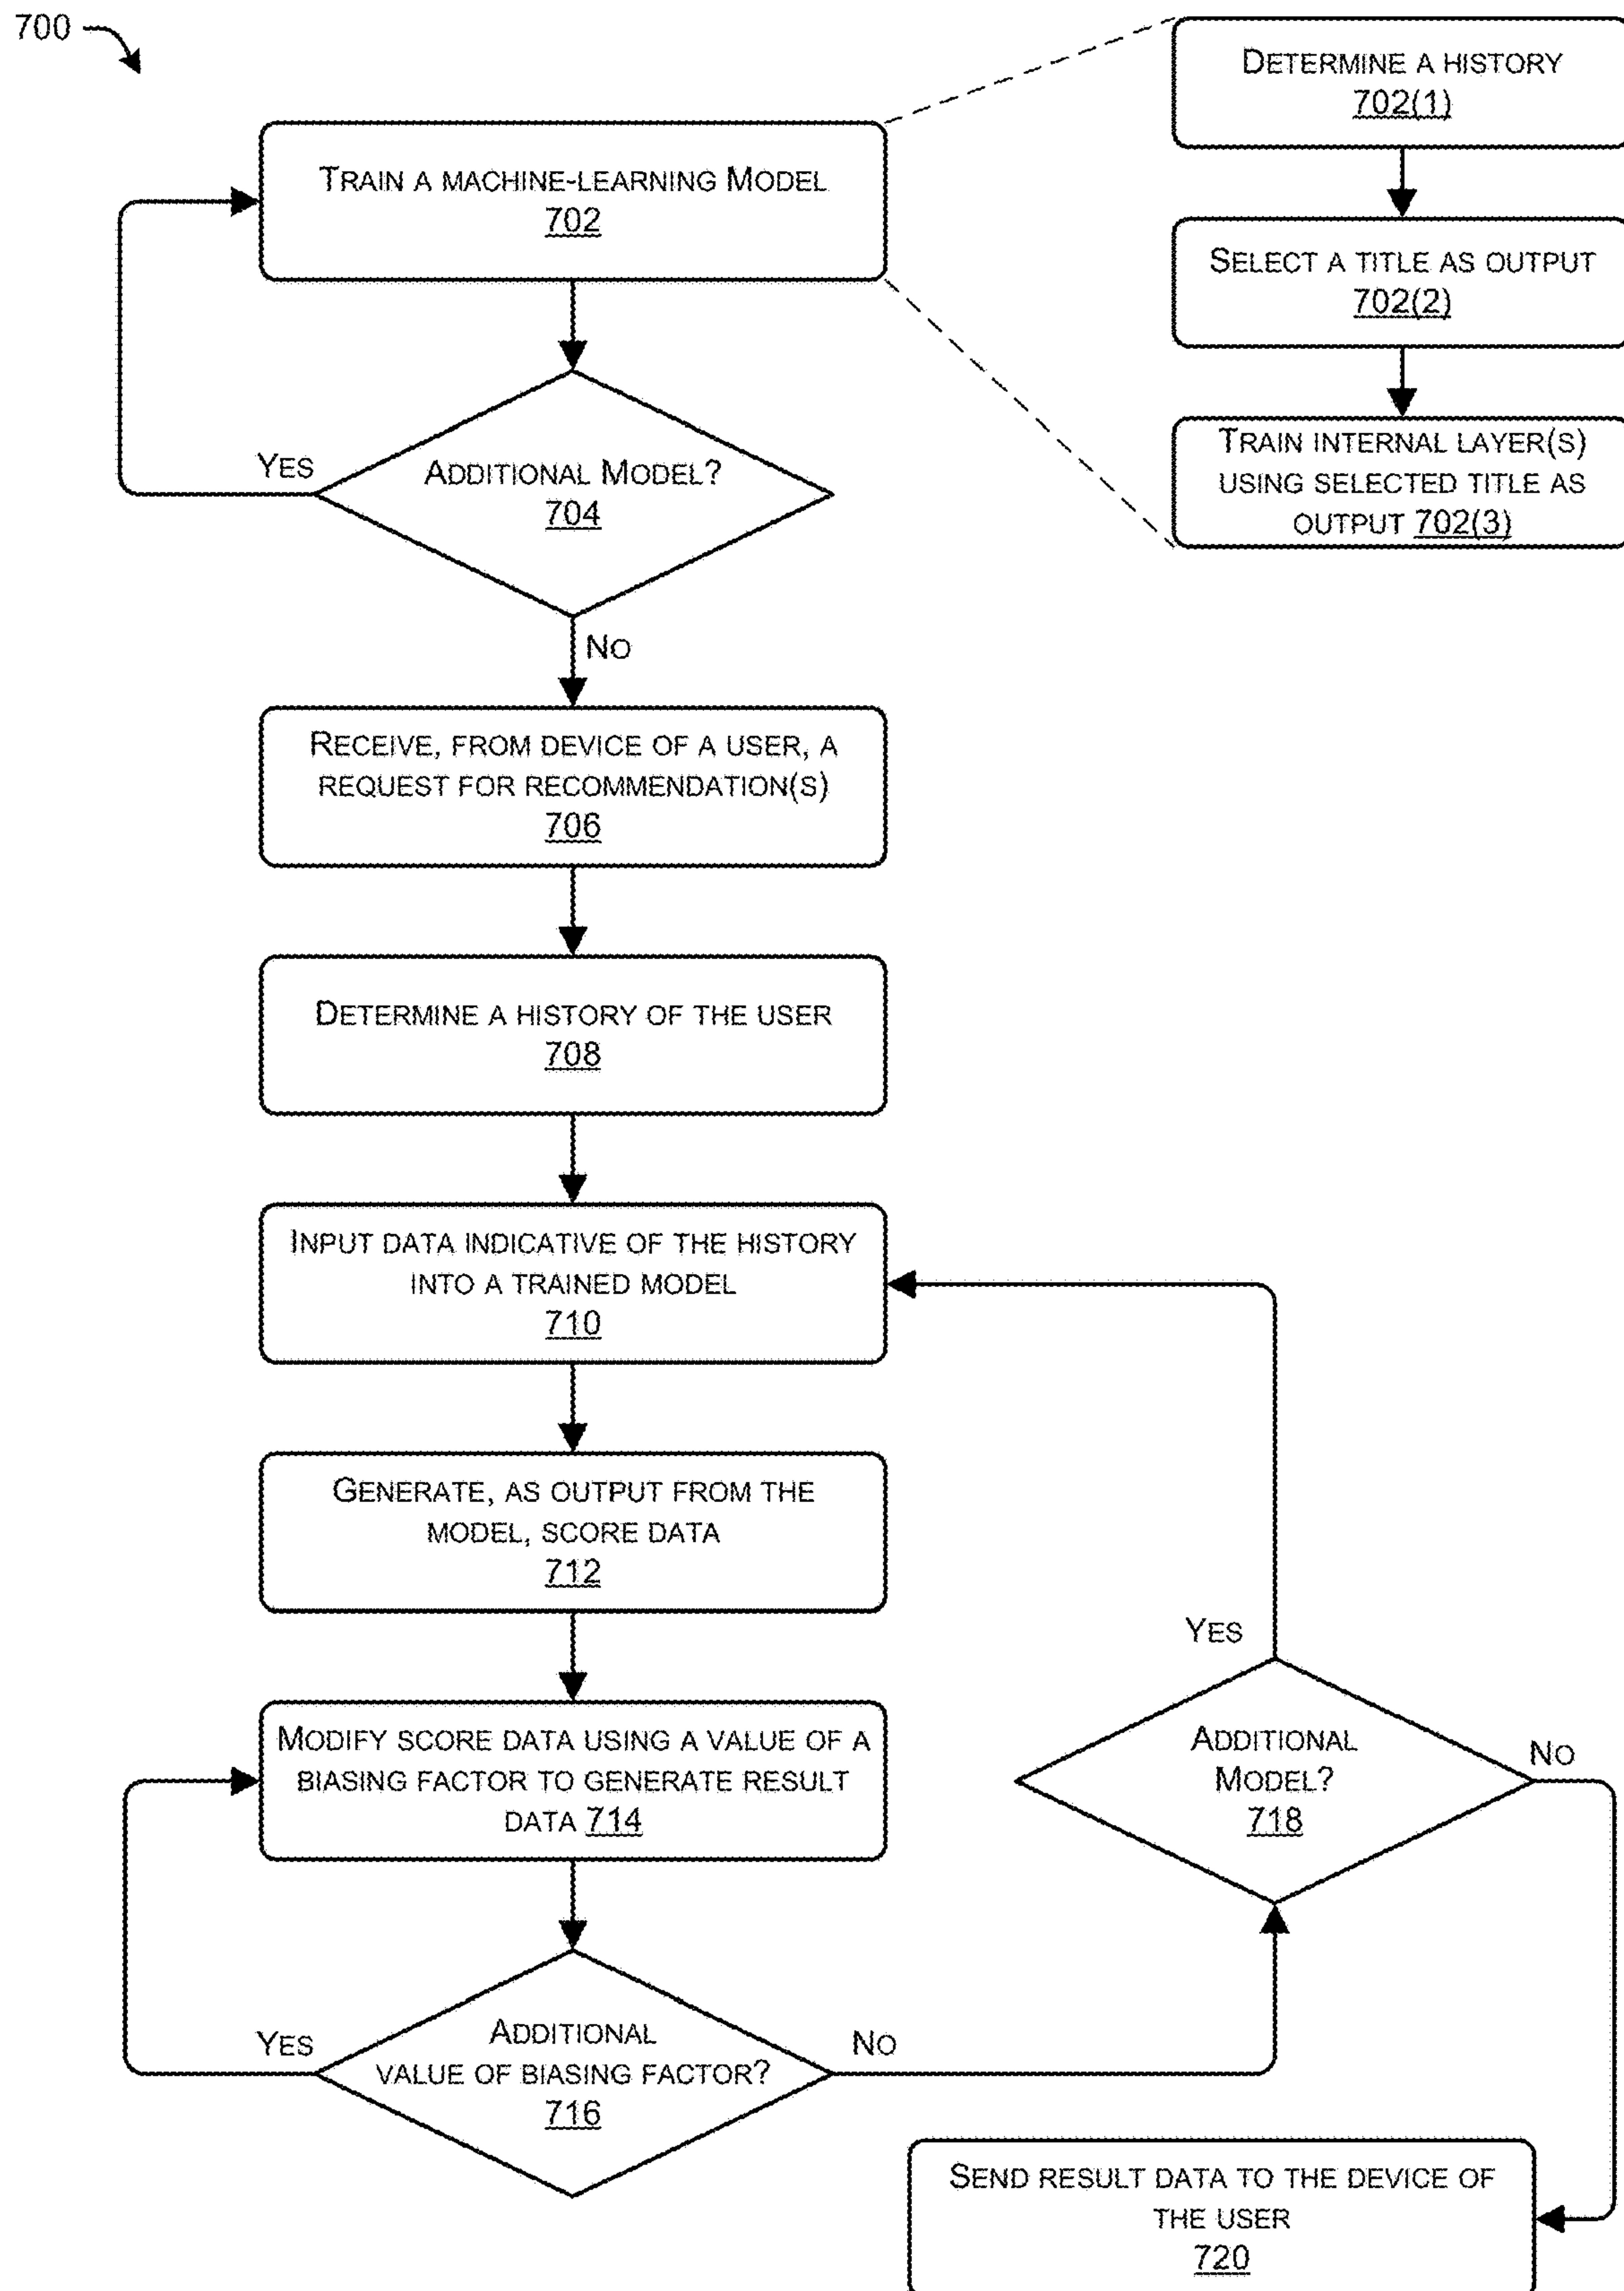 700
TRAIN A MACHINE-LEARNING MODEL
702
DETERMINE A HISTORY
702(1)
SELECT A TITLE AS OUTPUT
702(2)
TRAIN INTERNAL LAYER(S)
USING SELECTED TITLE AS
OUTPUT 702(3)
YES
ADDITIONAL MODEL?
704
NO
RECEIVE, FROM DEVICE OF A USER, A
REQUEST FOR RECOMMENDATION(S)
706
DETERMINE A HISTORY OF THE USER
708
INPUT DATA INDICATIVE OF THE HISTORY
INTO A TRAINED MODEL
710
GENERATE, AS OUTPUT FROM THE
MODEL, SCORE DATA
712
MODIFY SCORE DATA USING A VALUE OF A
BIASING FACTOR TO GENERATE RESULT
DATA 714
YES
ADDITIONAL
VALUE OF BIASING FACTOR?
716
NO
YES
ADDITIONAL
MODEL?
718
NO
SEND RESULT DATA TO THE DEVICE OF
THE USER
720